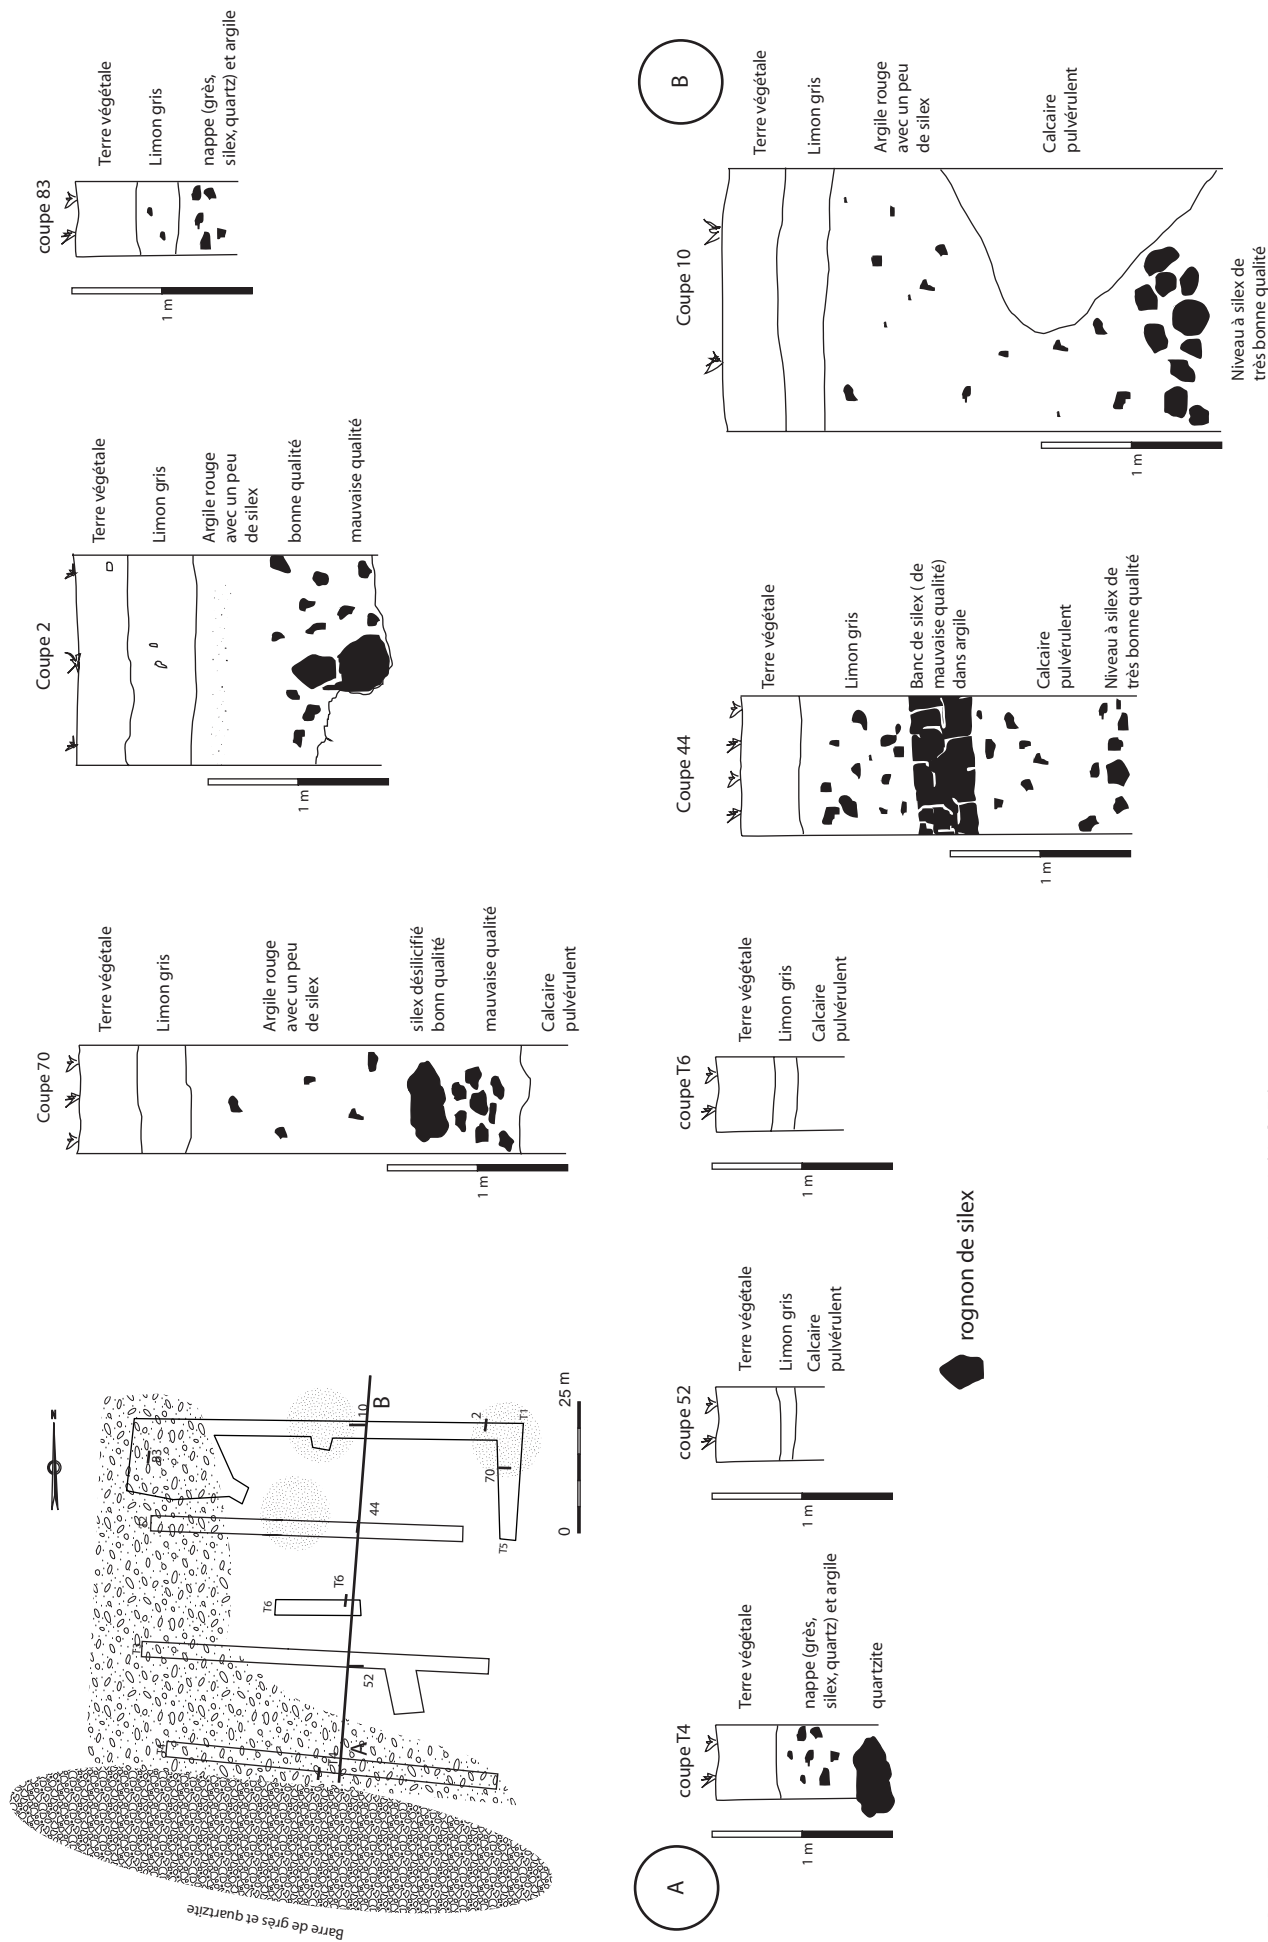 Barre de grès et quartzite
N
T4
T4
A
T3
52
T6
T6
T2
44
83
10
B
2
T1
70
T5
0
25 m
Coupe 70
Terre végétale
Limon gris
Argile rouge
avec un peu
de silex
silex désilicifié
bonn qualité
mauvaise qualité
Calcaire
pulvérulent
1 m
Coupe 2
Terre végétale
Limon gris
Argile rouge
avec un peu
de silex
bonne qualité
mauvaise qualité
1 m
coupe 83
Terre végétale
Limon gris
nappe (grès,
silex, quartz) et argile
1 m
A
coupe T4
Terre végétale
nappe (grès,
silex, quartz) et argile
quartzite
1 m
coupe 52
Terre végétale
Limon gris
Calcaire
pulvérulent
1 m
coupe T6
Terre végétale
Limon gris
Calcaire
pulvérulent
1 m
Coupe 44
Terre végétale
Limon gris
Banc de silex ( de
mauvaise qualité)
dans argile
Calcaire
pulvérulent
Niveau à silex de
très bonne qualité
1 m
Coupe 10
Terre végétale
Limon gris
Argile rouge
avec un peu
de silex
Calcaire
pulvérulent
Niveau à silex de
très bonne qualité
1 m
B
rognon de silex